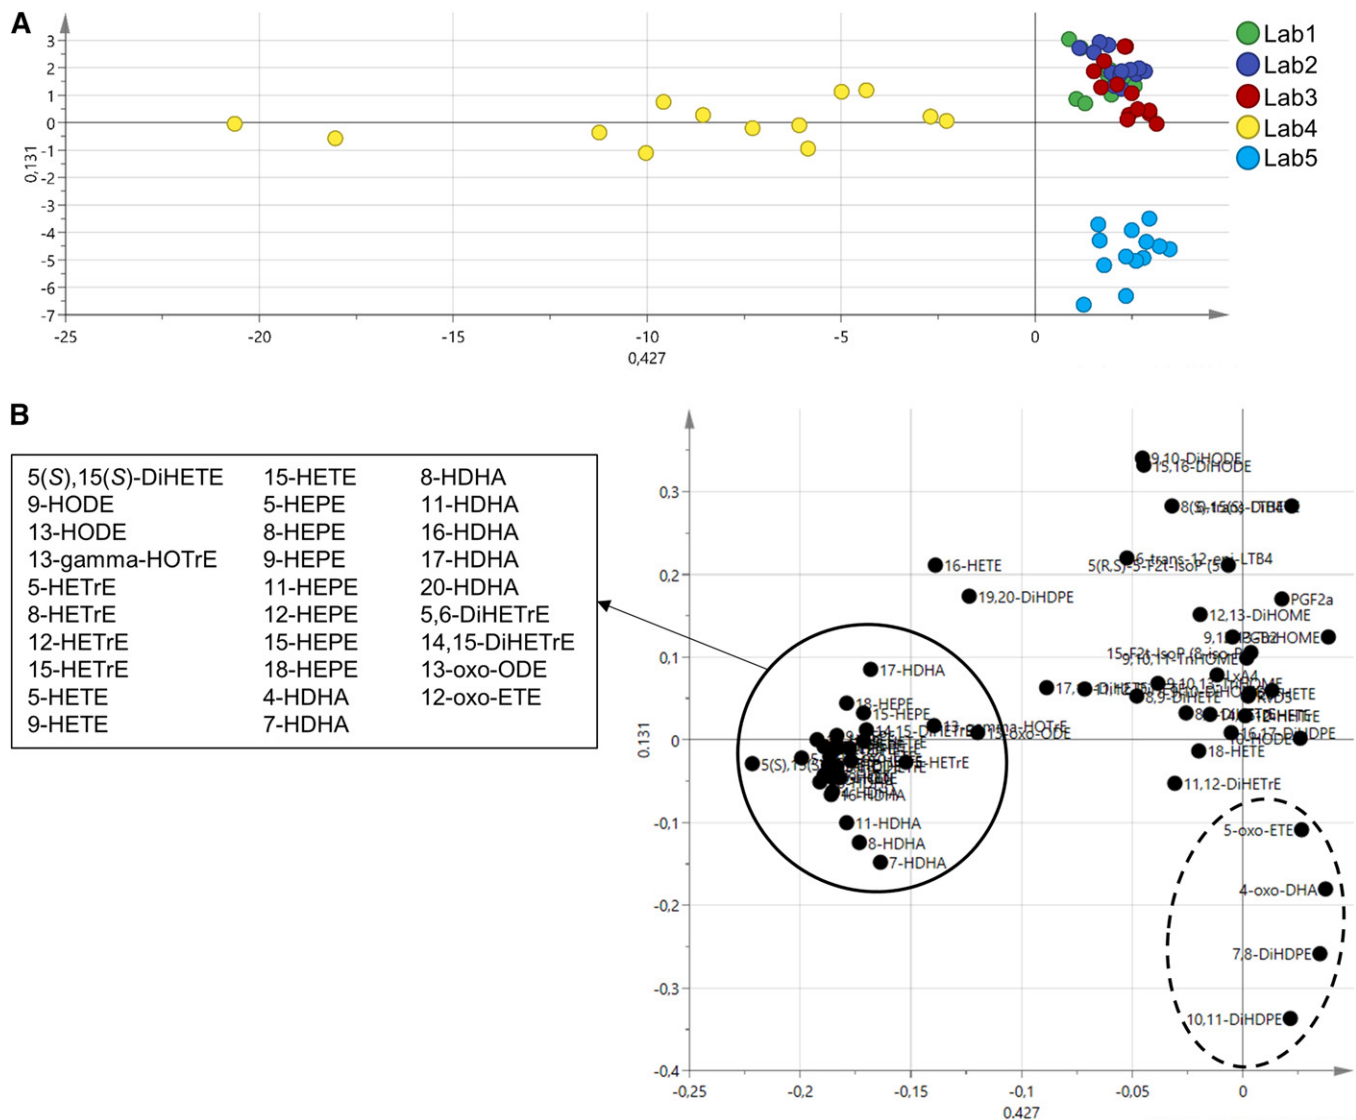 A
3
2
1
0
-1
-2
-3
-4
-5
-6
-7
0,131
-25
-20
-15
-10
-5
0
0,427
Lab1
Lab2
Lab3
Lab4
Lab5
B
5(S),15(S)-DiHETE
9-HODE
13-HODE
13-gamma-HOTrE
5-HETrE
8-HETrE
12-HETrE
15-HETrE
5-HETE
9-HETE
15-HETE
5-HEPE
8-HEPE
9-HEPE
11-HEPE
12-HEPE
15-HEPE
18-HEPE
4-HDHA
7-HDHA
8-HDHA
11-HDHA
16-HDHA
17-HDHA
20-HDHA
5,6-DiHETrE
14,15-DiHETrE
13-oxo-ODE
12-oxo-ETE
0,3
0,2
0,1
0
-0,1
-0,2
-0,3
-0,4
0.131
9,10-DiHODE
15,16-DiHODE
6-trans-12-epi-LTB4
16-HETE
19,20-DiHDPE
PGF2a
12,13-DiHOME
17-HDHA
18-HEPE
15-HEPE
13-gamma-HOTrE
LxA4
16,17-DiHDPE
18-HETE
11,12-DiHETrE
16-HDHA
11-HDHA
8-HDHA
7-HDHA
5-oxo-ETE
4-oxo-DHA
7,8-DiHDPE
10,11-DiHDPE
-0,25
-0,2
-0,15
-0,1
-0,05
0
0.427